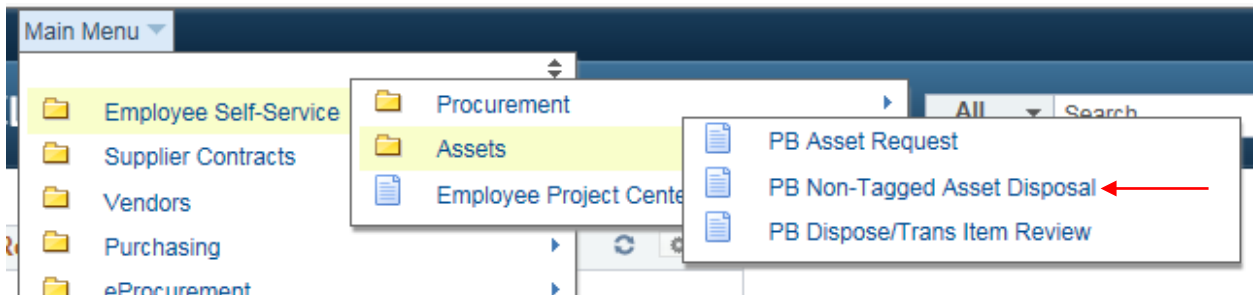 Main Menu
Employee Self-Service
Supplier Contracts
Vendors
Purchasing
eProcurement
Procurement
Assets
Employee Project Cente
PB Asset Request
PB Non-Tagged Asset Disposal
PB Dispose/Trans Item Review
All
Search